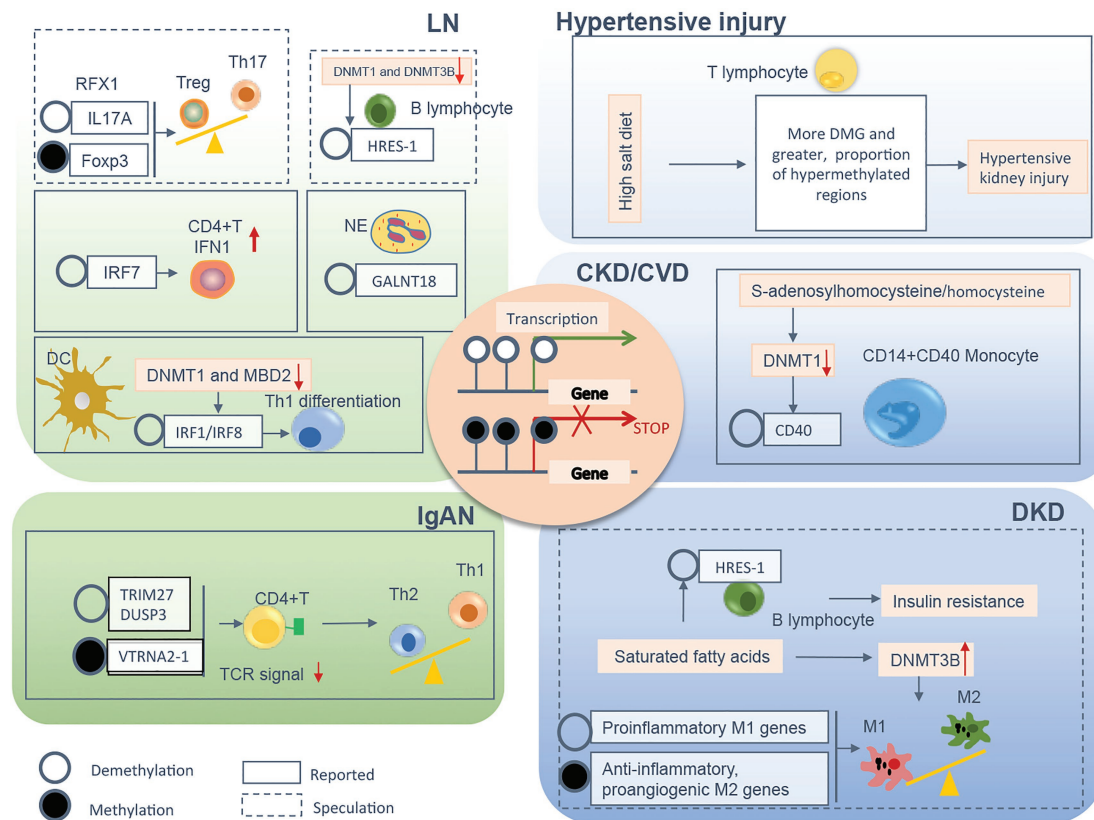 LN
RFX1
IL17A
Foxp3
Treg
Th17
DNMT1 and DNMT3B
B lymphocyte
HRES-1
IRF7
CD4+T
IFN1
NE
GALNT18
DC
DNMT1 and MBD2
Th1 differentiation
IRF1/IRF8
Hypertensive injury
T lymphocyte
High salt diet
More DMG and
greater, proportion
of hypermethylated
regions
Hypertensive
kidney injury
CKD/CVD
S-adenosylhomocysteine/homocysteine
DNMT1
CD14+CD40 Monocyte
CD40
Transcription
Gene
STOP
Gene
IgAN
TRIM27
DUSP3
VTRNA2-1
CD4+T
TCR signal
Th2
Th1
DKD
HRES-1
B lymphocyte
Insulin resistance
Saturated fatty acids
DNMT3B
M2
M1
Proinflammatory M1 genes
Anti-inflammatory,
proangiogenic M2 genes
Demethylation
Reported
Methylation
Speculation